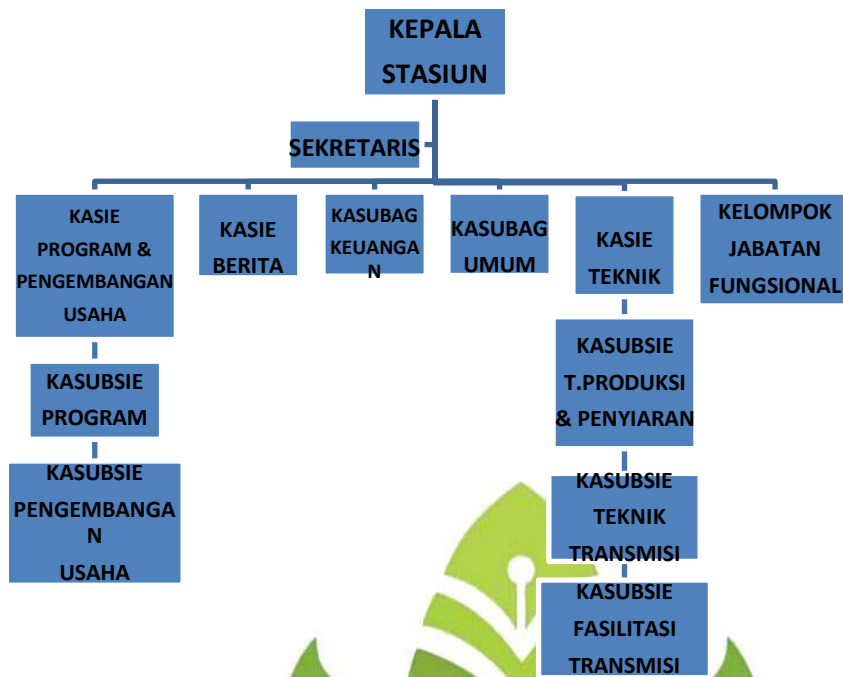 KEPALA
STASIUN
SEKRETARIS
KASIE
PROGRAM &
PENGEMBANGAN
USAHA
KASIE
BERITA
KASUBAG
KEUANGA
N
KASUBAG
UMUM
KASIE
TEKNIK
KELOMPOK
JABATAN
FUNGSIONAL
KASUBSIE
PROGRAM
KASUBSIE
PENGEMBANGA
N
USAHA
KASUBSIE
T.PRODUKSI
& PENYIARAN
KASUBSIE
TEKNIK
TRANSMISI
KASUBSIE
FASILITASI
TRANSMISI